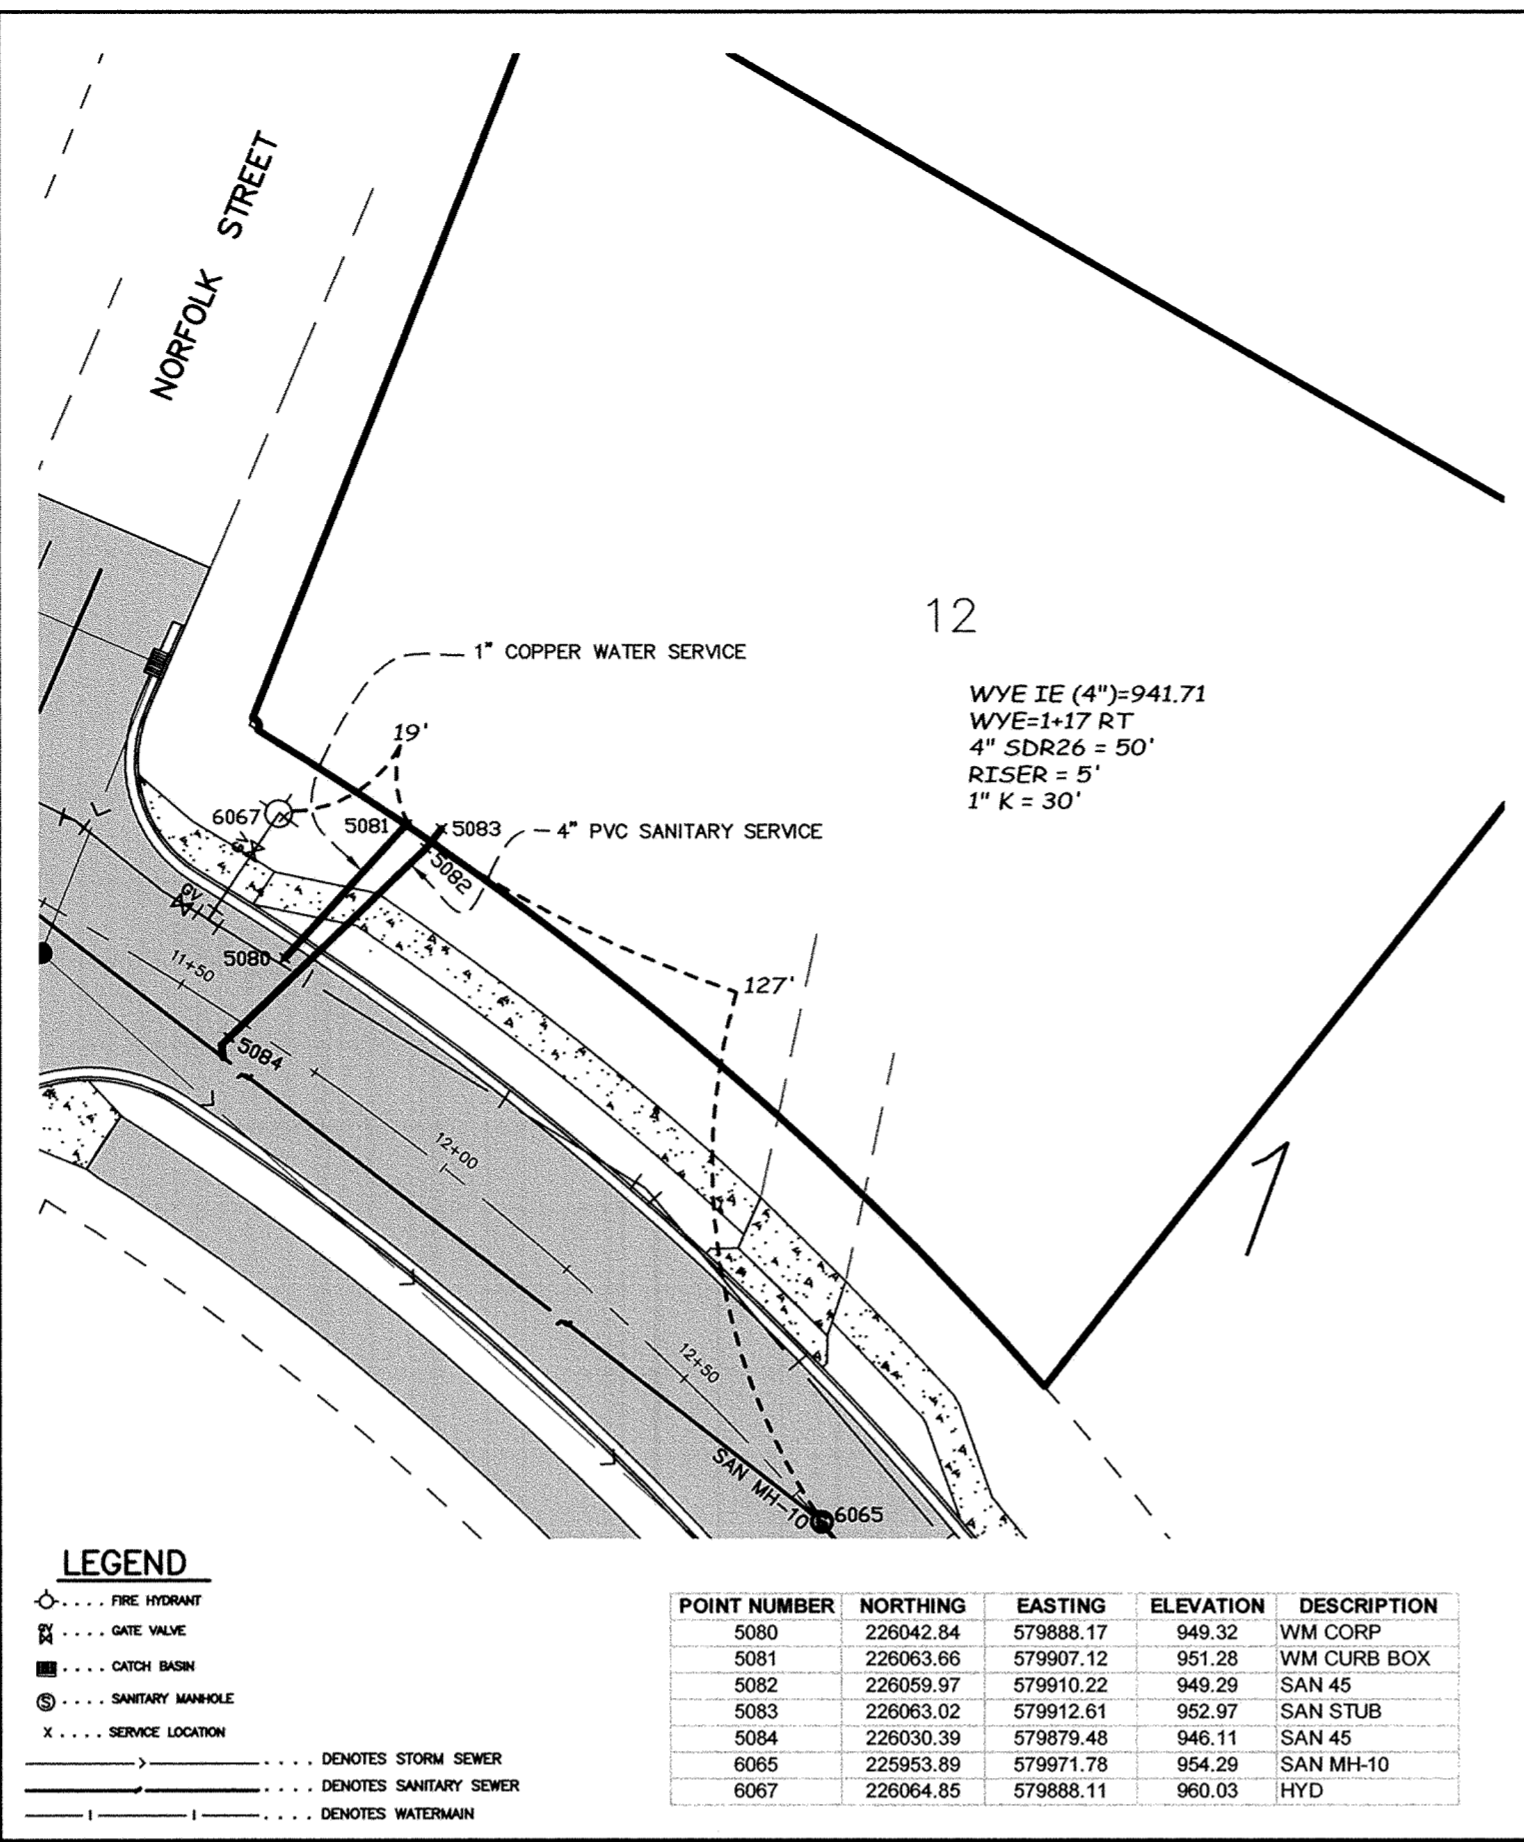 NORFOLK STREET
12
1" COPPER WATER SERVICE
WYE IE (4")=941.71
WYE=1+17 RT
4" SDR26 = 50'
RISER = 5'
1" K = 30'
19'
6067
5081
5083
4" PVC SANITARY SERVICE
GV
5082
GV
5080
11+50
127'
5084
12+00
1
12+50
SAN MH-10
S 6065
LEGEND
.... FIRE HYDRANT
GV .... GATE VALVE
.... CATCH BASIN
S .... SANITARY MANHOLE
X .... SERVICE LOCATION
.... DENOTES STORM SEWER
.... DENOTES SANITARY SEWER
.... DENOTES WATERMAIN
POINT NUMBER NORTHING EASTING ELEVATION DESCRIPTION
5080 226042.84 579888.17 949.32 WM CORP
5081 226063.66 579907.12 951.28 WM CURB BOX
5082 226059.97 579910.22 949.29 SAN 45
5083 226063.02 579912.61 952.97 SAN STUB
5084 226030.39 579879.48 946.11 SAN 45
6065 225953.89 579971.78 954.29 SAN MH-10
6067 226064.85 579888.11 960.03 HYD